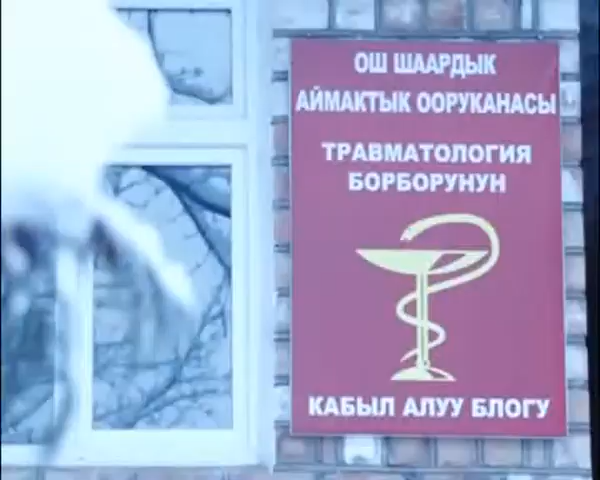 ОШ ШААРДЫК
АЙМАКТЫК ООРУКАНАСЫ
ТРАВМАТОЛОГИЯ
БОРБОРУНУН
КАБЫЛ АЛУУ БЛОГУ